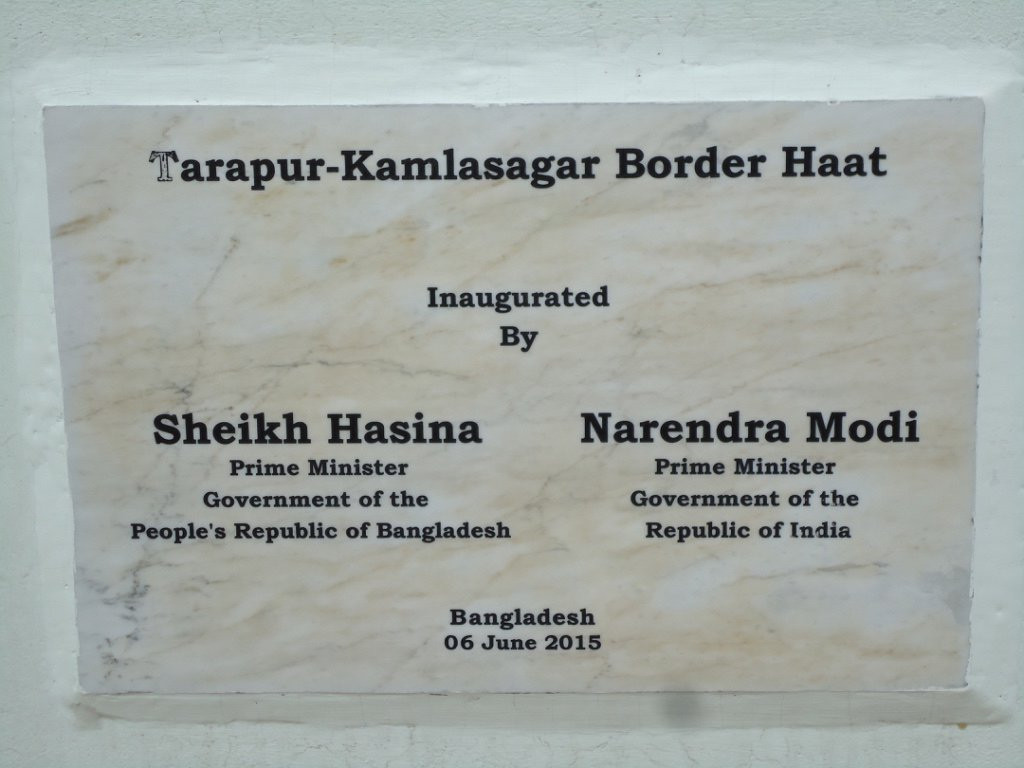 Tarapur-Kamlasagar Border Haat
Inaugurated
By
Sheikh Hasina
Prime Minister
Government of the
People's Republic of Bangladesh
Narendra Modi
Prime Minister
Government of the
Republic of India
Bangladesh
06 June 2015